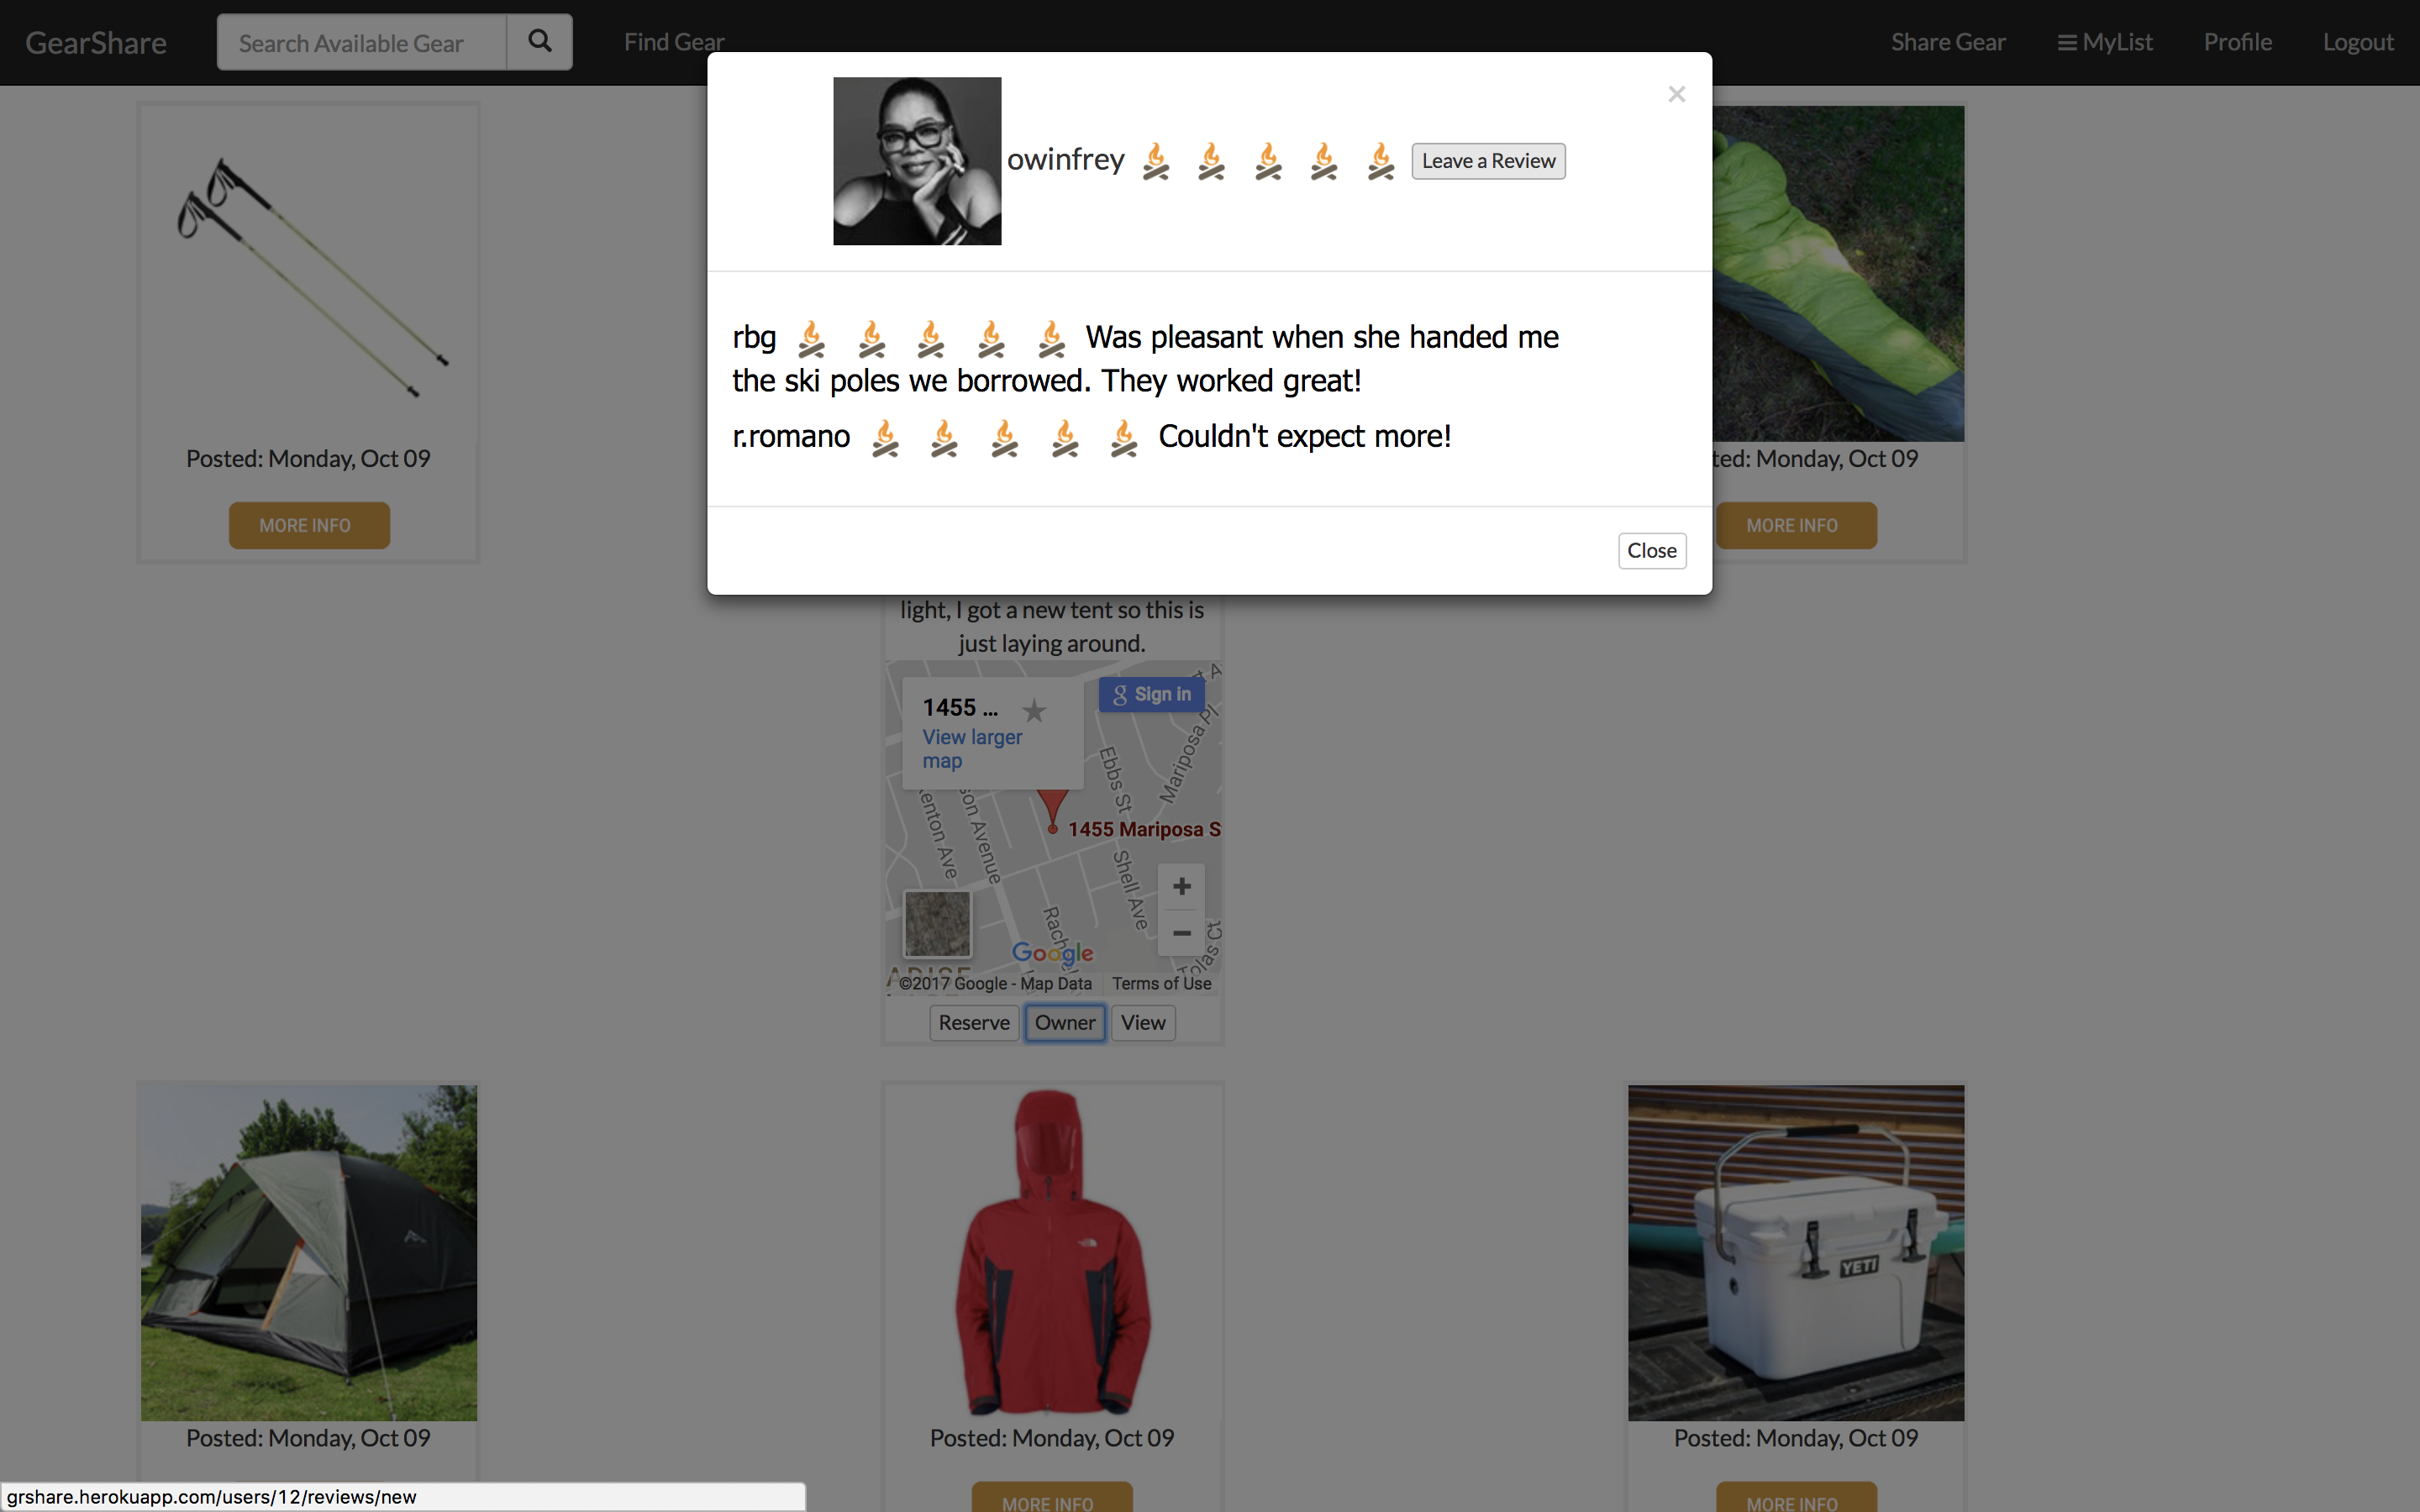 GearShare
Search Available Gear
Find Gear
Share Gear
MyList
Profile
Logout
×
owinfrey
Leave a Review
rbg Was pleasant when she handed me
the ski poles we borrowed. They worked great!
r.romano Couldn't expect more!
Close
Posted: Monday, Oct 09
MORE INFO
ted: Monday, Oct 09
MORE INFO
light, I got a new tent so this is
just laying around.
1455 ...
View larger
map
Sign in
Mariposa Pl
Ebbs St
enton Ave
son Avenue
1455 Mariposa S
Shell Ave
Rach
Tolas Ct
Google
©2017 Google - Map Data
Terms of Use
Reserve
Owner
View
YETI
Posted: Monday, Oct 09
Posted: Monday, Oct 09
Posted: Monday, Oct 09
MORE INFO
MORE INFO
grshare.herokuapp.com/users/12/reviews/new